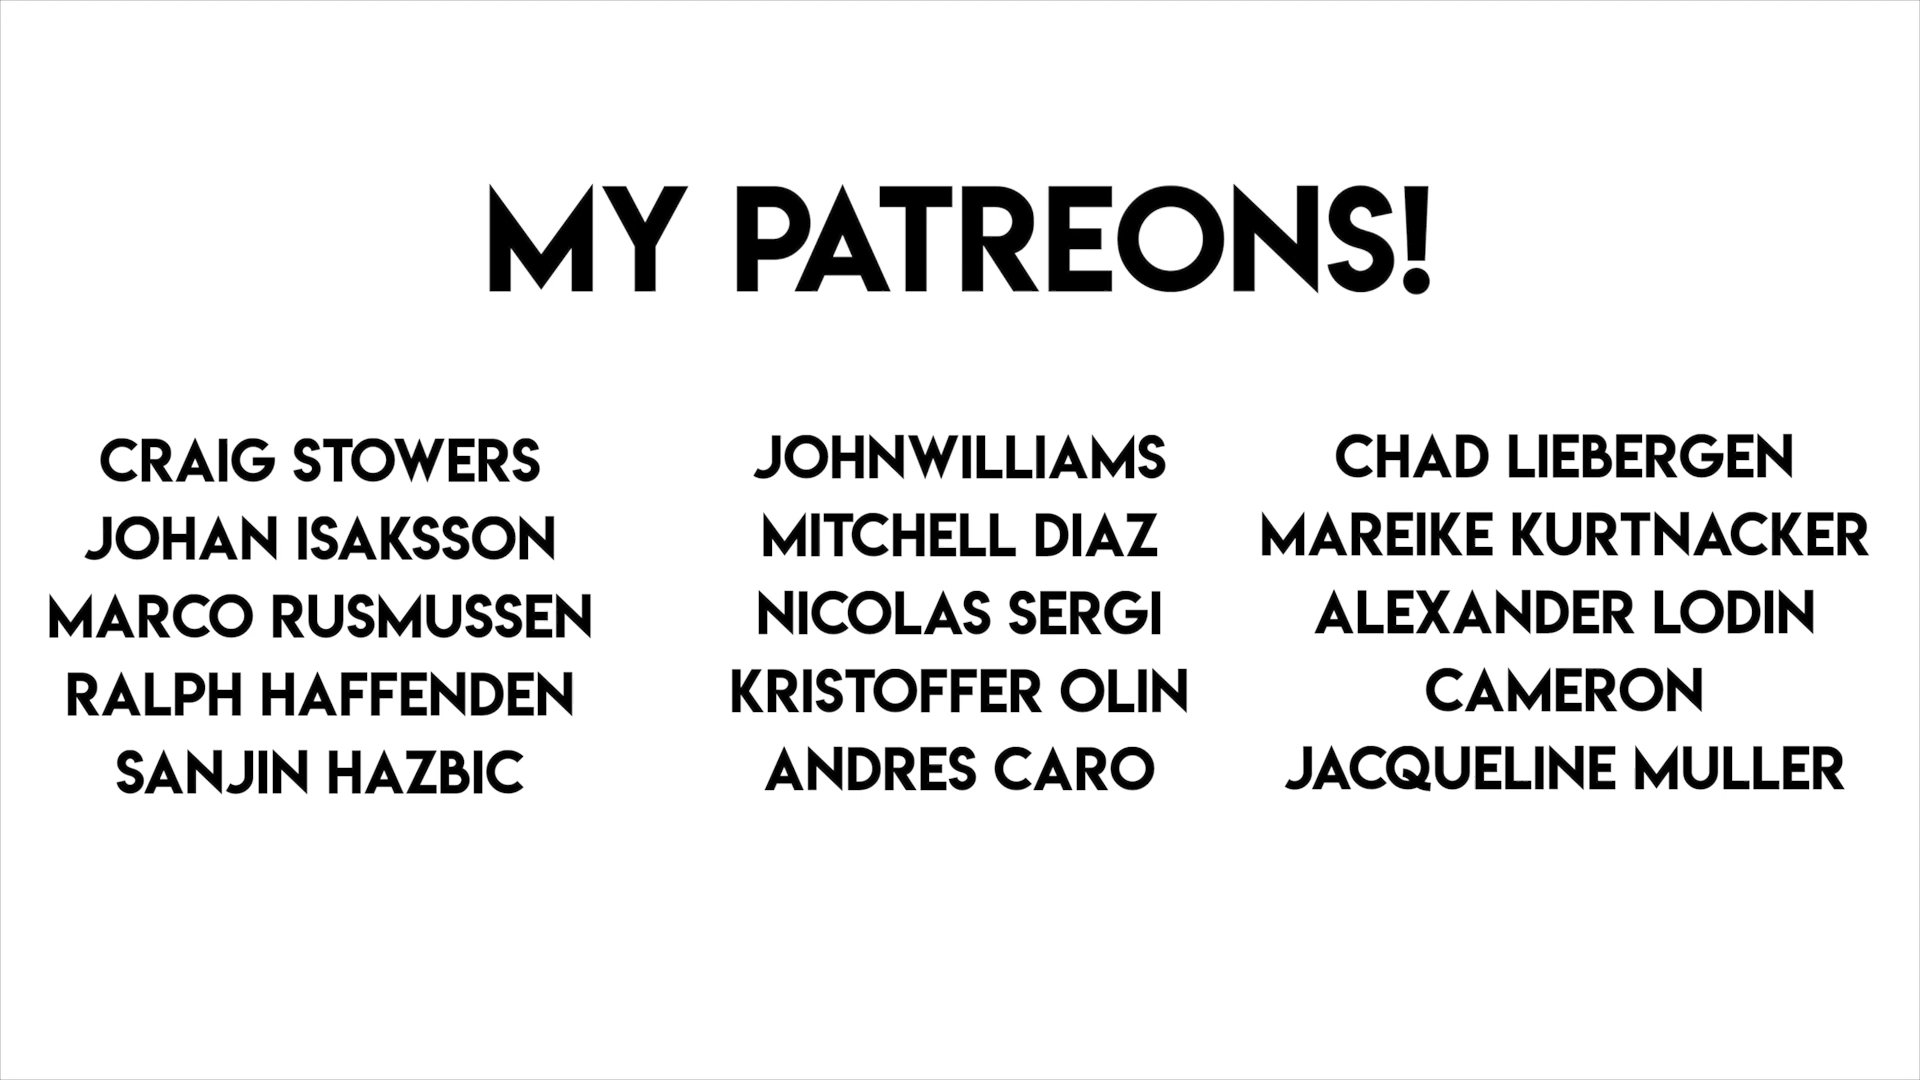 MY PATREONS!
CRAIG STOWERS
JOHAN ISAKSSON
MARCO RUSMUSSEN
RALPH HAFFENDEN
SANJIN HAZBIC
JOHNWILLIAMS
MITCHELL DIAZ
NICOLAS SERGI
KRISTOFFER OLIN
ANDRES CARO
CHAD LIEBERGEN
MAREIKE KURTNACKER
ALEXANDER LODIN
CAMERON
JACQUELINE MULLER